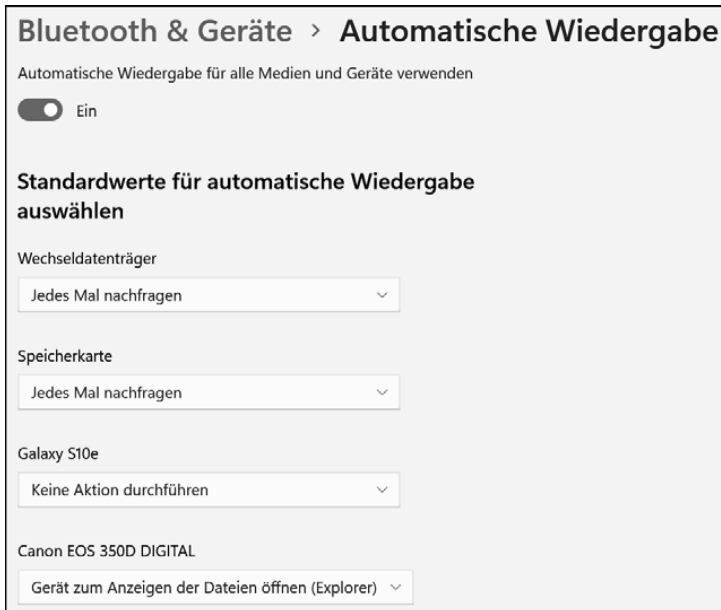 Bluetooth & Geräte > Automatische Wiedergabe
Automatische Wiedergabe für alle Medien und Geräte verwenden
Ein
Standardwerte für automatische Wiedergabe
auswählen
Wechseldatenträger
Jedes Mal nachfragen
Speicherkarte
Jedes Mal nachfragen
Galaxy S10e
Keine Aktion durchführen
Canon EOS 350D DIGITAL
Gerät zum Anzeigen der Dateien öffnen (Explorer)